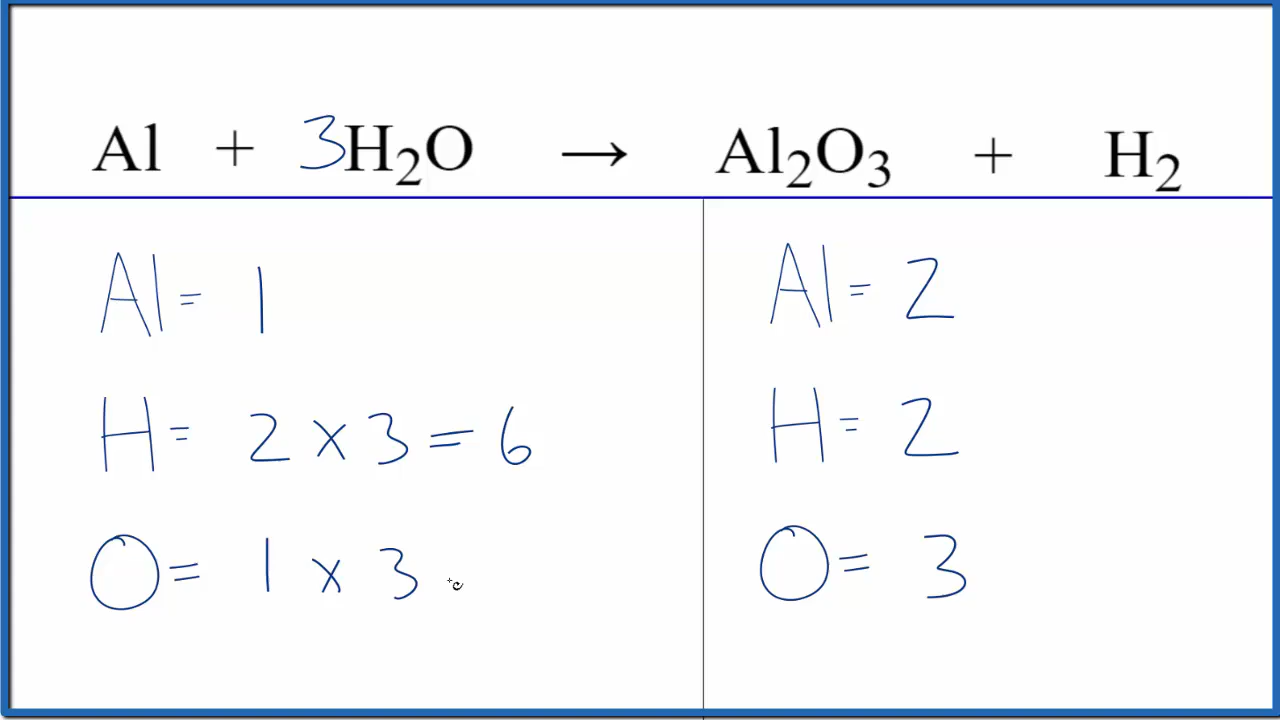 Al + 3H₂O → Al₂O₃ + H₂
Al = 1
H = 2 x 3 = 6
O = 1 x 3
Al = 2
H = 2
O = 3